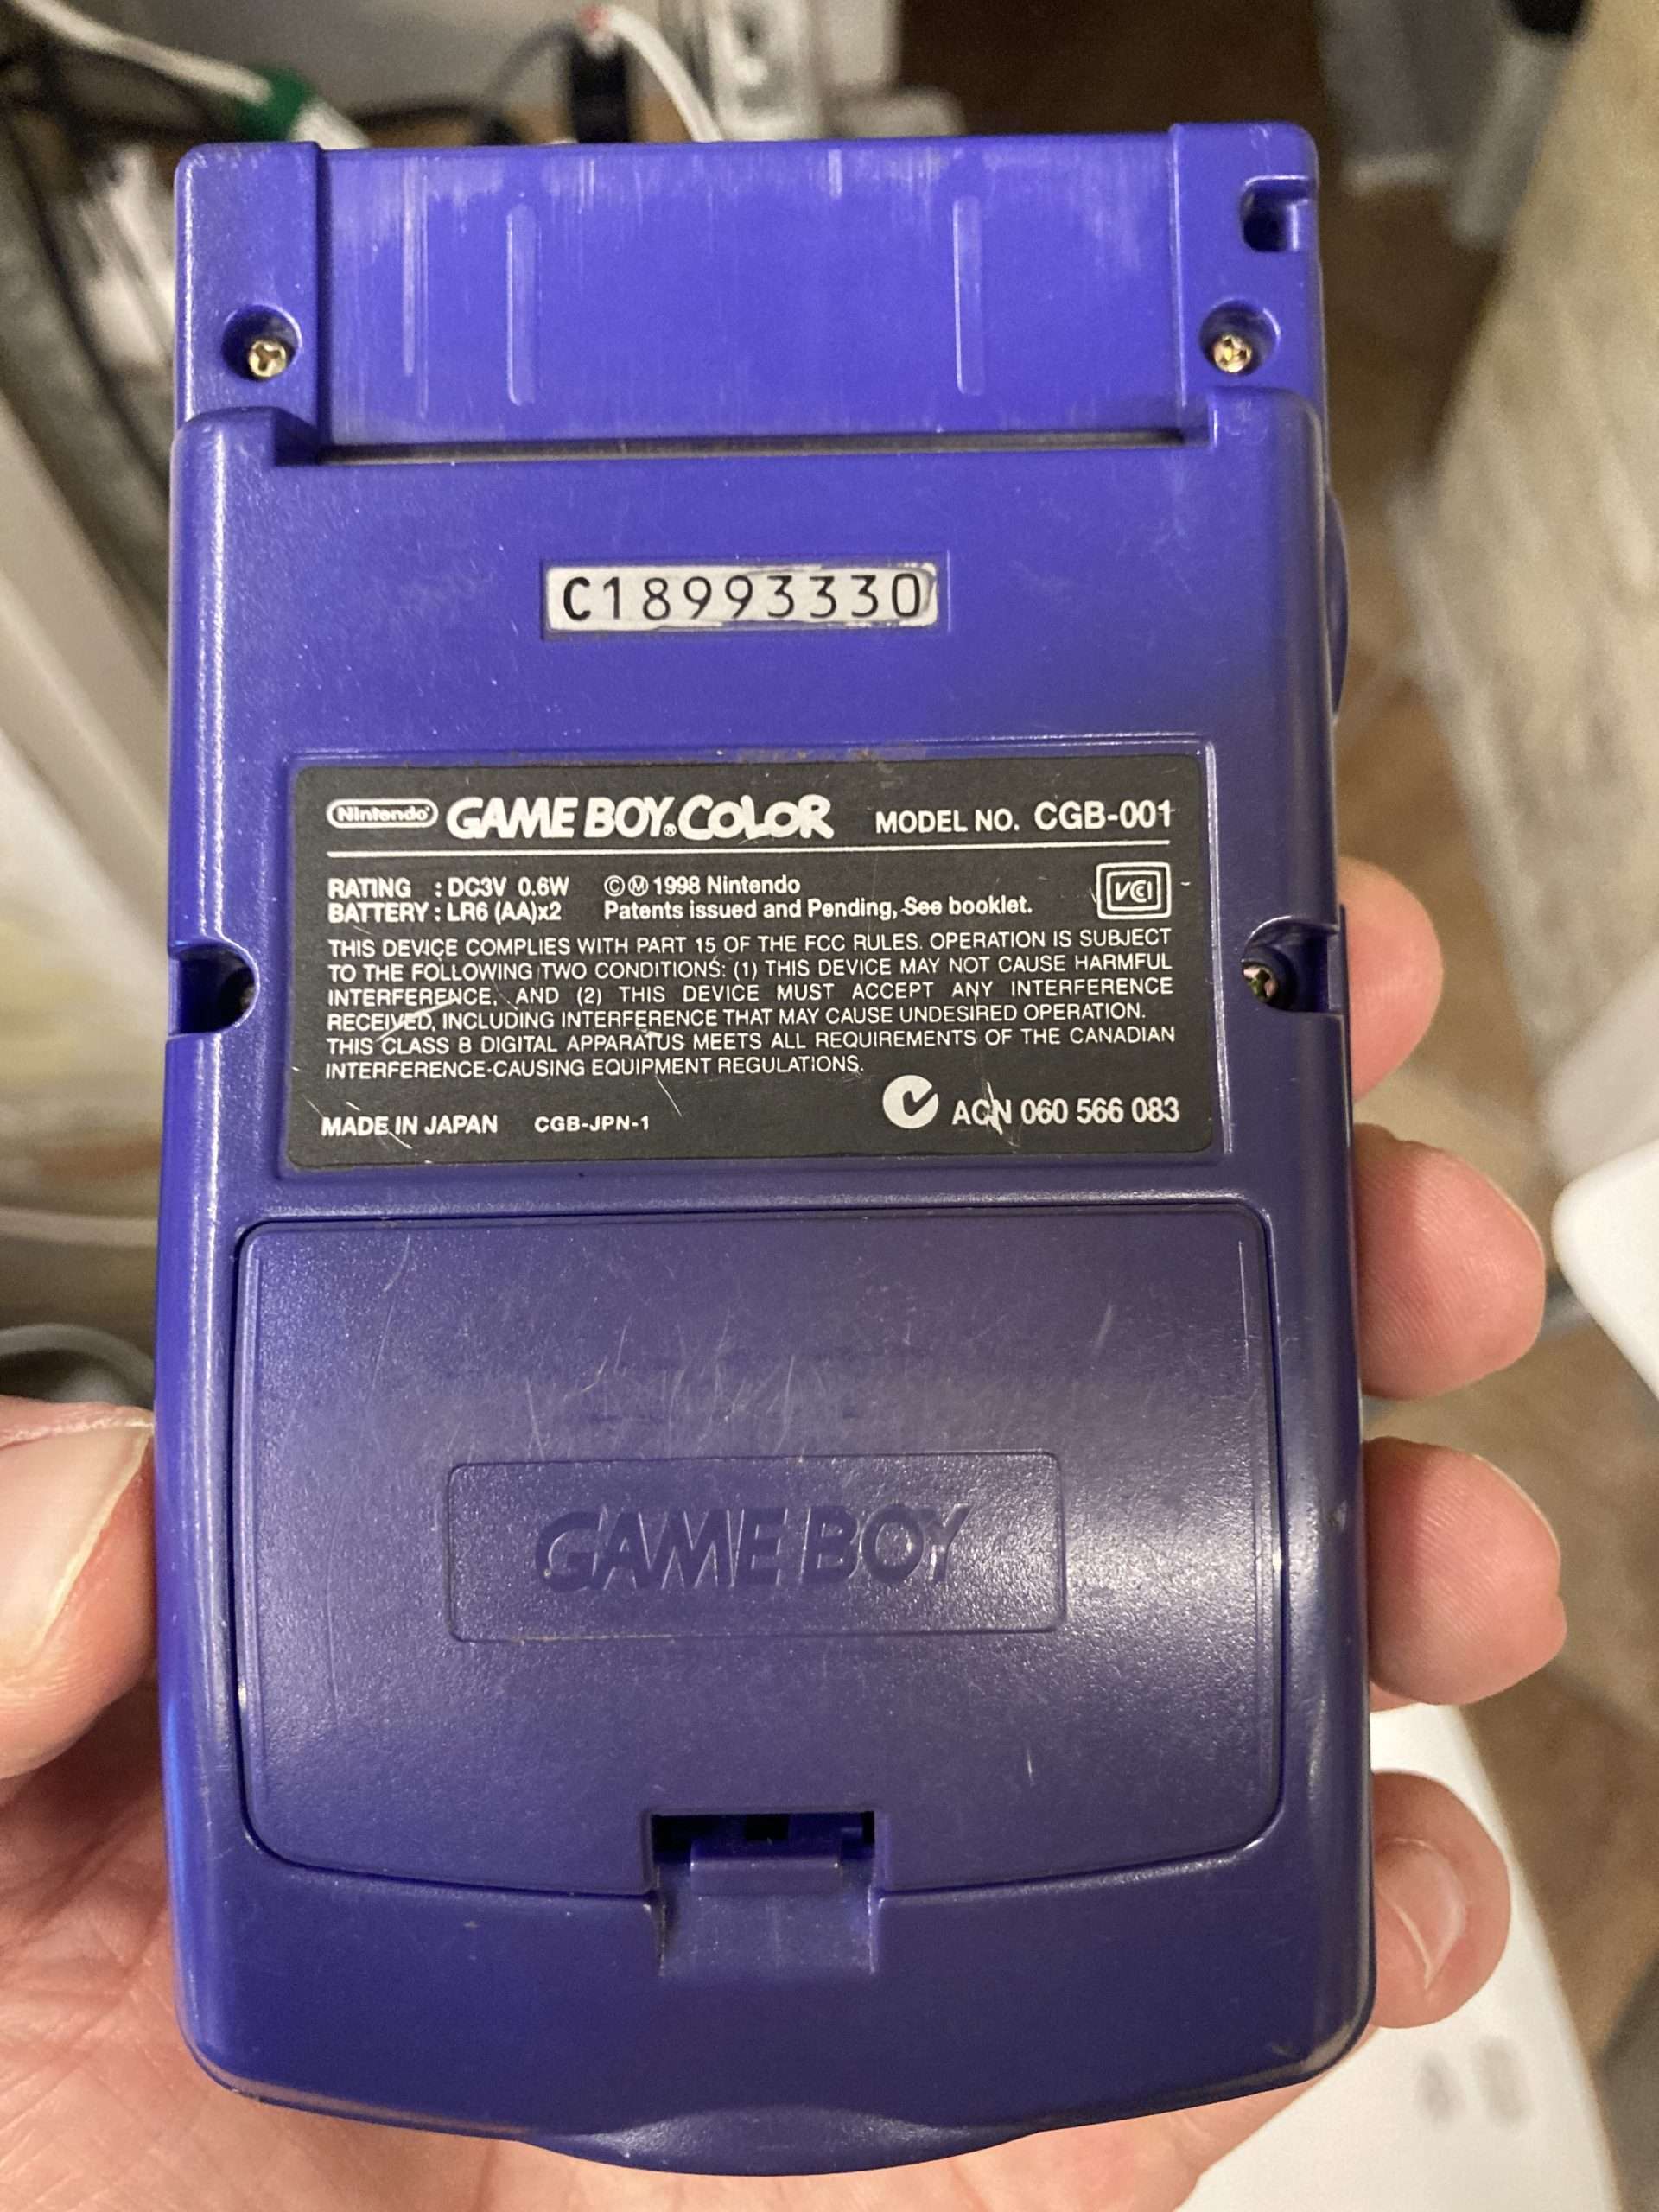 C18993330
Nintendo GAME BOY COLOR MODEL NO. CGB-001
RATING : DC3V 0.6W ©Ⓜ 1998 Nintendo
BATTERY : LR6 (AA)x2 Patents issued and Pending, See booklet.
VCI
THIS DEVICE COMPLIES WITH PART 15 OF THE FCC RULES. OPERATION IS SUBJECT
TO THE FOLLOWING TWO CONDITIONS: (1) THIS DEVICE MAY NOT CAUSE HARMFUL
INTERFERENCE, AND (2) THIS DEVICE MUST ACCEPT ANY INTERFERENCE
RECEIVED, INCLUDING INTERFERENCE THAT MAY CAUSE UNDESIRED OPERATION.
THIS CLASS B DIGITAL APPARATUS MEETS ALL REQUIREMENTS OF THE CANADIAN
INTERFERENCE-CAUSING EQUIPMENT REGULATIONS.
MADE IN JAPAN CGB-JPN-1 ACN 060 566 083
GAME BOY